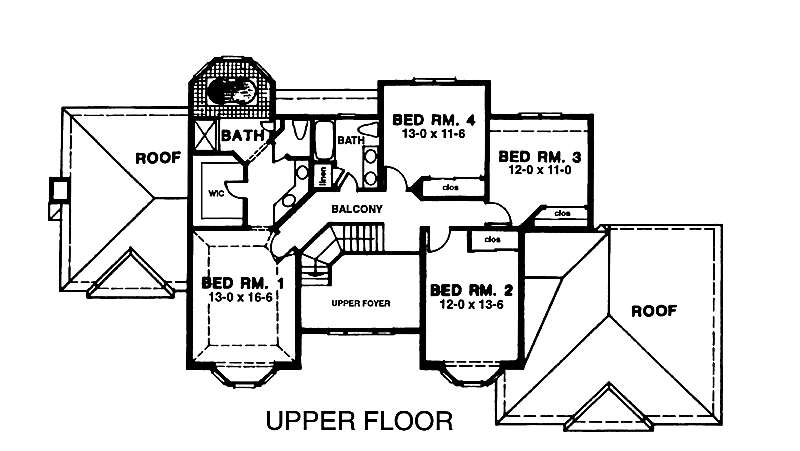 BED RM. 4
13-0 x 11-6
BATH
BATH
BED RM. 3
12-0 x 11-0
ROOF
linen
clos
WIC
BALCONY
clos
clos
BED RM. 1
13-0 x 16-6
BED RM. 2
12-0 x 13-6
UPPER FOYER
ROOF
UPPER FLOOR